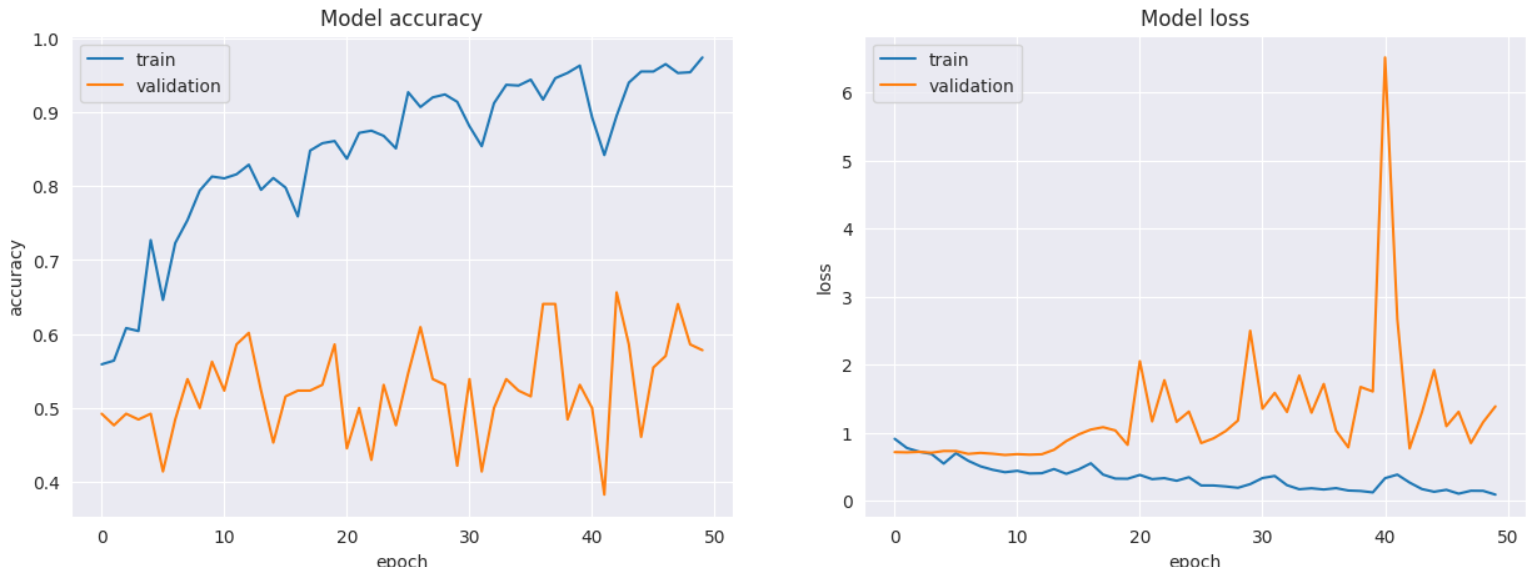 Model accuracy
train
validation
1.0
0.9
0.8
0.7
0.6
0.5
0.4
accuracy
0 10 20 30 40 50
epoch
Model loss
train
validation
6
5
4
3
2
1
0
loss
0 10 20 30 40 50
epoch